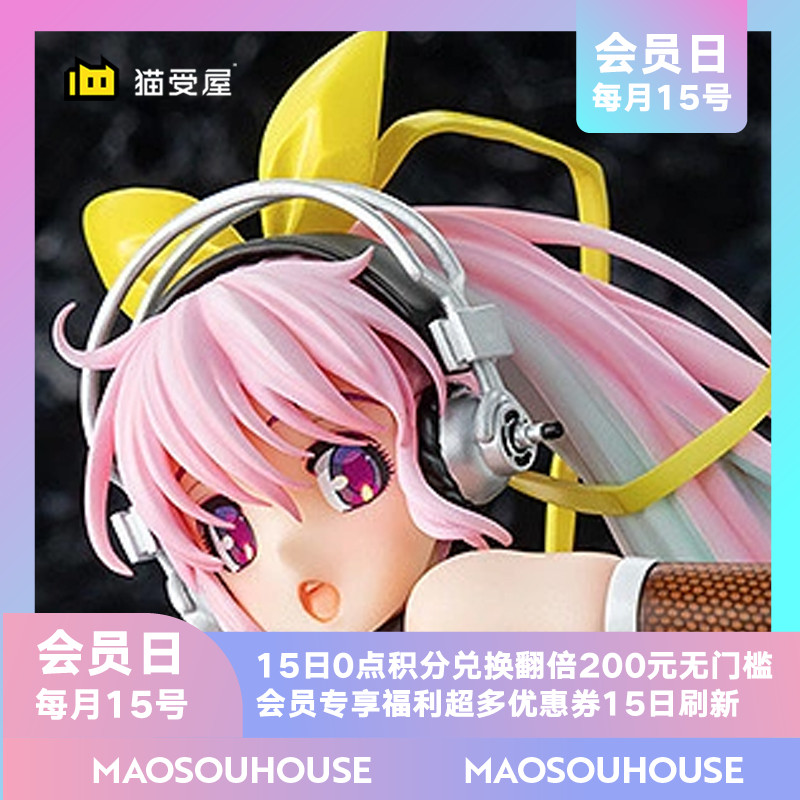 猫受屋
会员日
每月15号
会员日
每月15号
15日0点积分兑换翻倍200元无门槛
会员专享福利超多优惠券15日刷新
MAOSOUHOUSE MAOSOUHOUSE